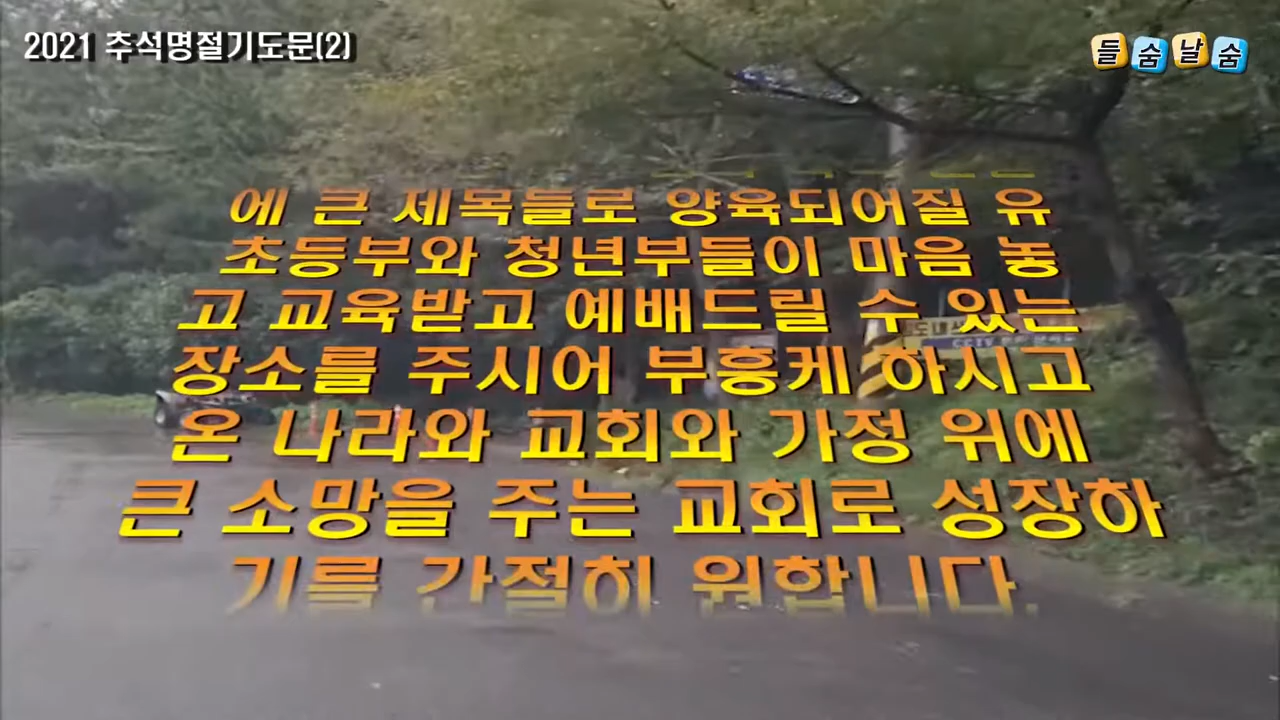 2021 추석명절기도문(2)
들숨날숨
에 큰 제목들로 양육되어질 유
초등부와 청년부들이 마음 놓
고 교육받고 예배드릴 수 있는
장소를 주시어 부흥케 하시고
온 나라와 교회와 가정 위에
큰 소망을 주는 교회로 성장하
기를 간절히 원합니다.
CCTV